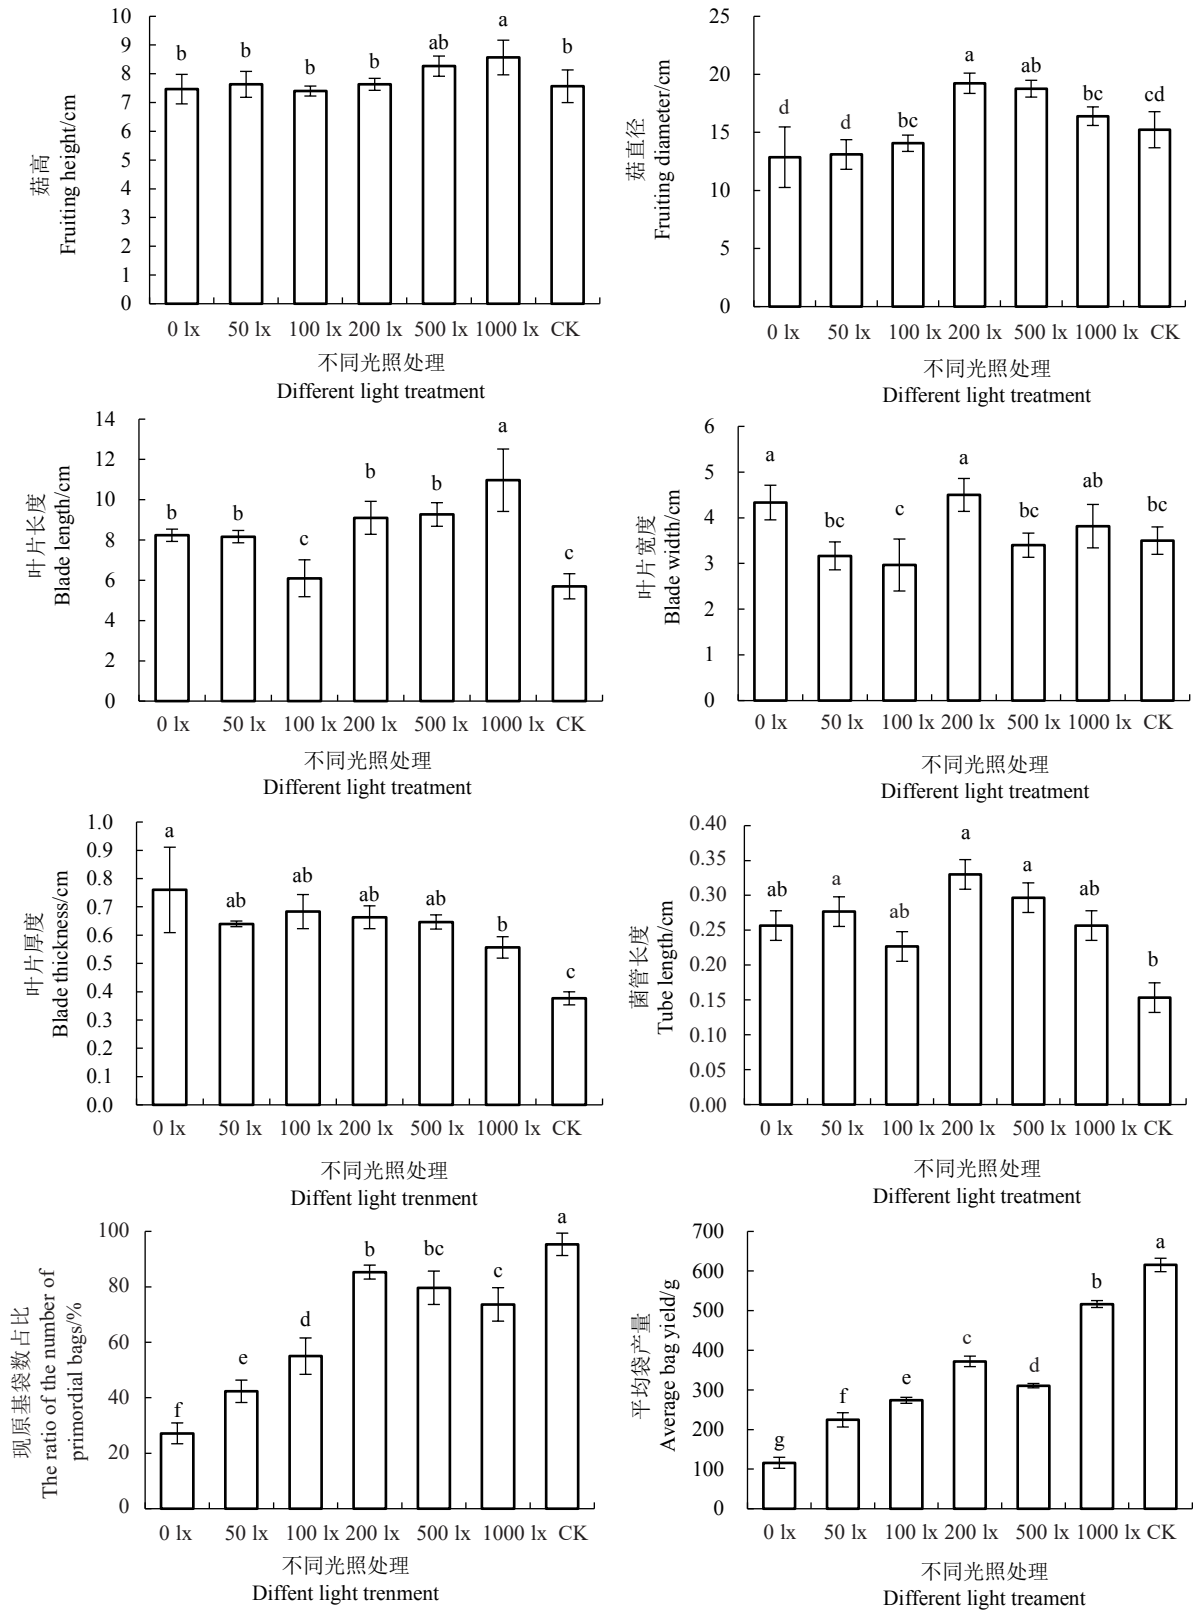 菇高
Fruiting height/cm
10
9
8
7
6
5
4
3
2
1
0
b
b
b
b
ab
a
b
0 lx 50 lx 100 lx 200 lx 500 lx 1000 lx CK
不同光照处理
Different light treatment
菇直径
Fruiting diameter/cm
25
20
15
10
5
0
d
d
bc
a
ab
bc
cd
0 lx 50 lx 100 lx 200 lx 500 lx 1000 lx CK
不同光照处理
Different light treatment
叶片长度
Blade length/cm
14
12
10
8
6
4
2
0
b
b
c
b
b
a
c
0 lx 50 lx 100 lx 200 lx 500 lx 1000 lx CK
不同光照处理
Different light treatment
叶片宽度
Blade width/cm
6
5
4
3
2
1
0
a
bc
c
a
bc
ab
bc
0 lx 50 lx 100 lx 200 lx 500 lx 1000 lx CK
不同光照处理
Different light treatment
叶片厚度
Blade thickness/cm
1.0
0.9
0.8
0.7
0.6
0.5
0.4
0.3
0.2
0.1
0.0
a
ab
ab
ab
ab
b
c
0 lx 50 lx 100 lx 200 lx 500 lx 1000 lx CK
不同光照处理
Diffent light trenment
菌管长度
Tube length/cm
0.40
0.35
0.30
0.25
0.20
0.15
0.10
0.05
0.00
ab
a
ab
a
a
ab
b
0 lx 50 lx 100 lx 200 lx 500 lx 1000 lx CK
不同光照处理
Different light treatment
现原基袋数占比
The ratio of the number of
primordial bags/%
100
80
60
40
20
0
f
e
d
b
bc
c
a
0 lx 50 lx 100 lx 200 lx 500 lx 1000 lx CK
不同光照处理
Diffent light trenment
平均袋产量
Average bag yield/g
700
600
500
400
300
200
100
0
g
f
e
c
d
b
a
0 lx 50 lx 100 lx 200 lx 500 lx 1000 lx CK
不同光照处理
Different light treament